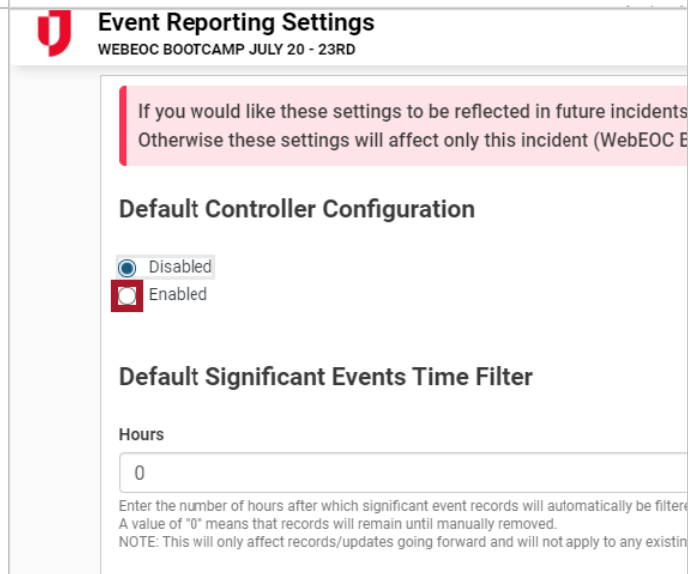 Event Reporting Settings
WEBEOC BOOTCAMP JULY 20 - 23RD
If you would like these settings to be reflected in future incidents
Otherwise these settings will affect only this incident (WebEOC B
Default Controller Configuration
Disabled
Enabled
Default Significant Events Time Filter
Hours
0
Enter the number of hours after which significant event records will automatically be filtere
A value of "0" means that records will remain until manually removed.
NOTE: This will only affect records/updates going forward and will not apply to any existin